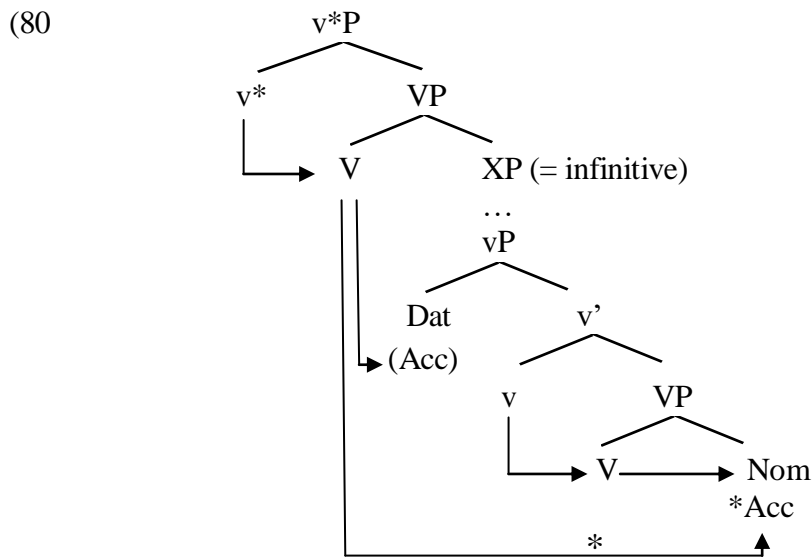 (80 v*P
v* VP
V XP (= infinitive)
…
vP
Dat v’
(Acc)
v VP
V Nom
*Acc
*